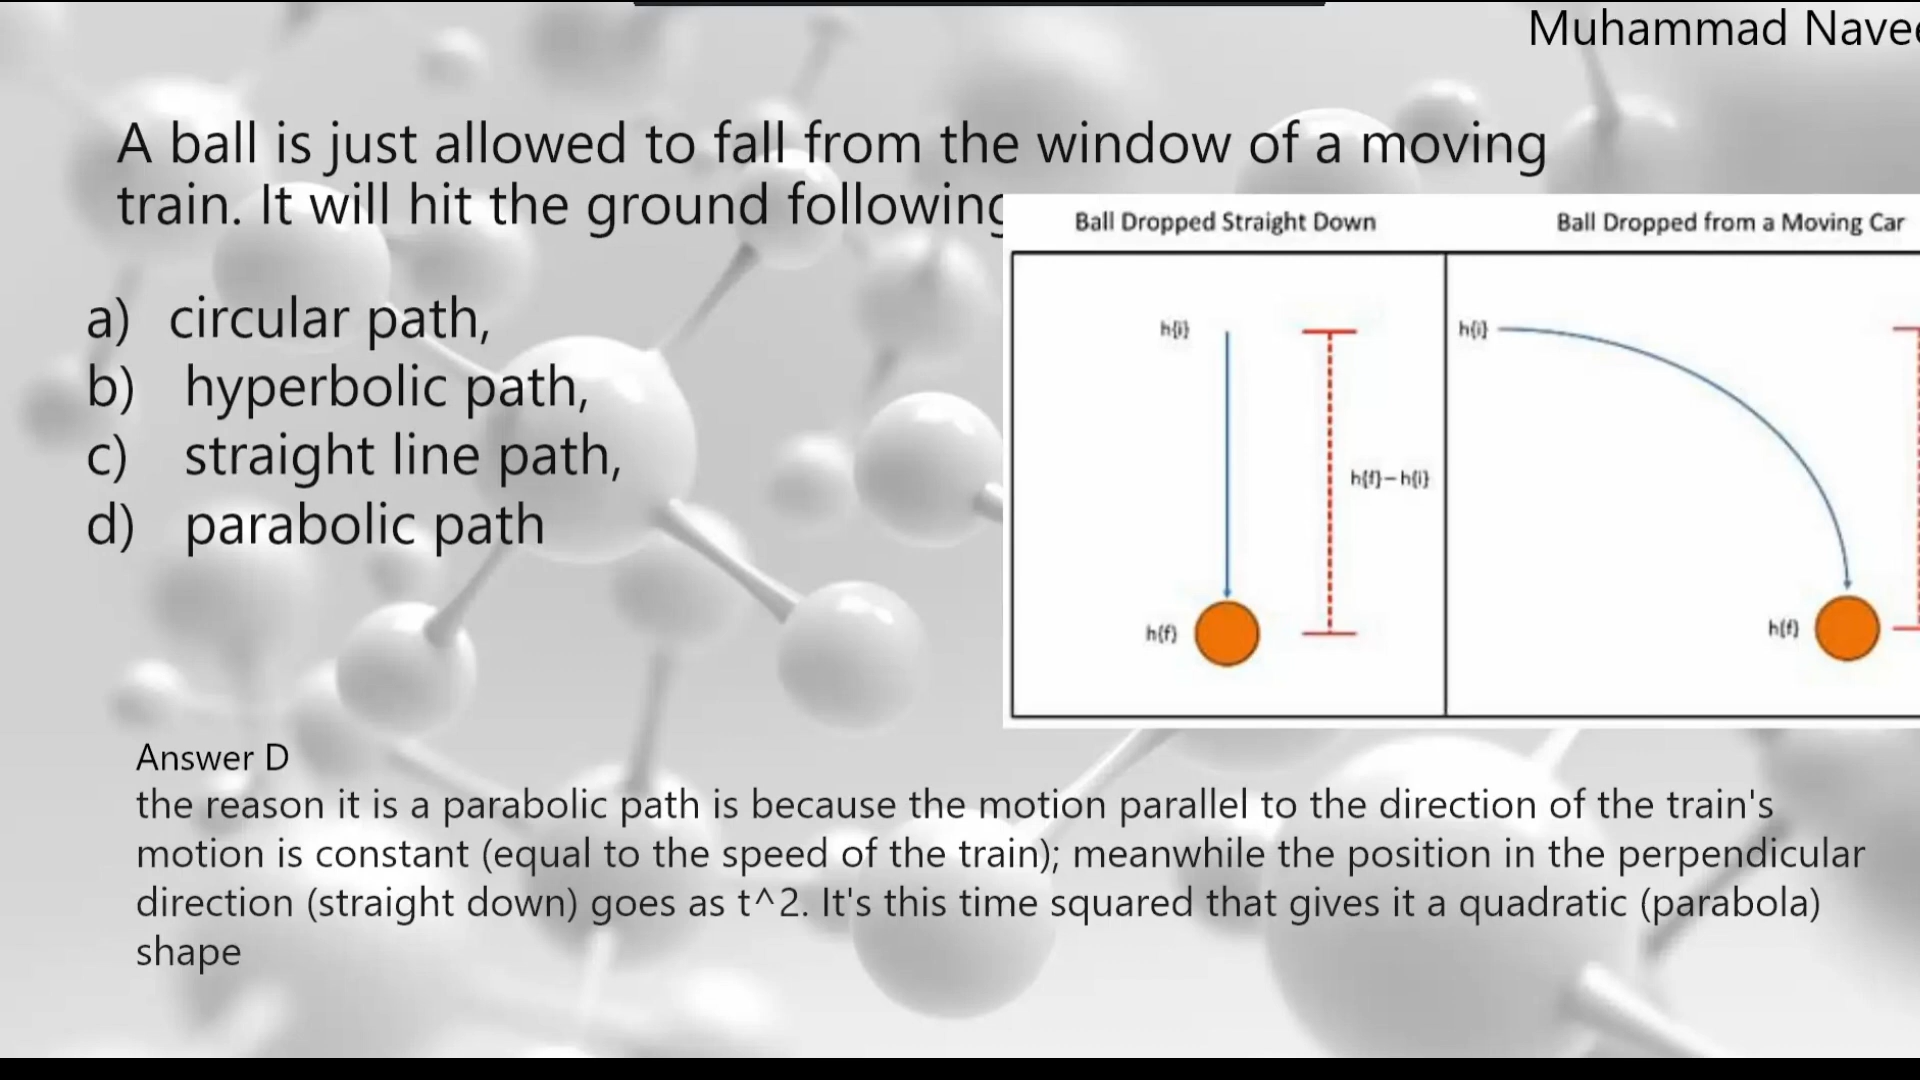 Muhammad
A ball is just allowed to fall from the window of a moving
train. It will hit the ground following
a) circular path,
b) hyperbolic path,
c) straight line path,
d) parabolic path
Ball Dropped Straight Down
Ball Dropped from a Moving Car
h{i}
h{f}−h{i}
h{f}
h{i}
h{f}
Answer D
the reason it is a parabolic path is because the motion parallel to the direction of the train's
motion is constant (equal to the speed of the train); meanwhile the position in the perpendicular
direction (straight down) goes as t^2. It's this time squared that gives it a quadratic (parabola)
shape